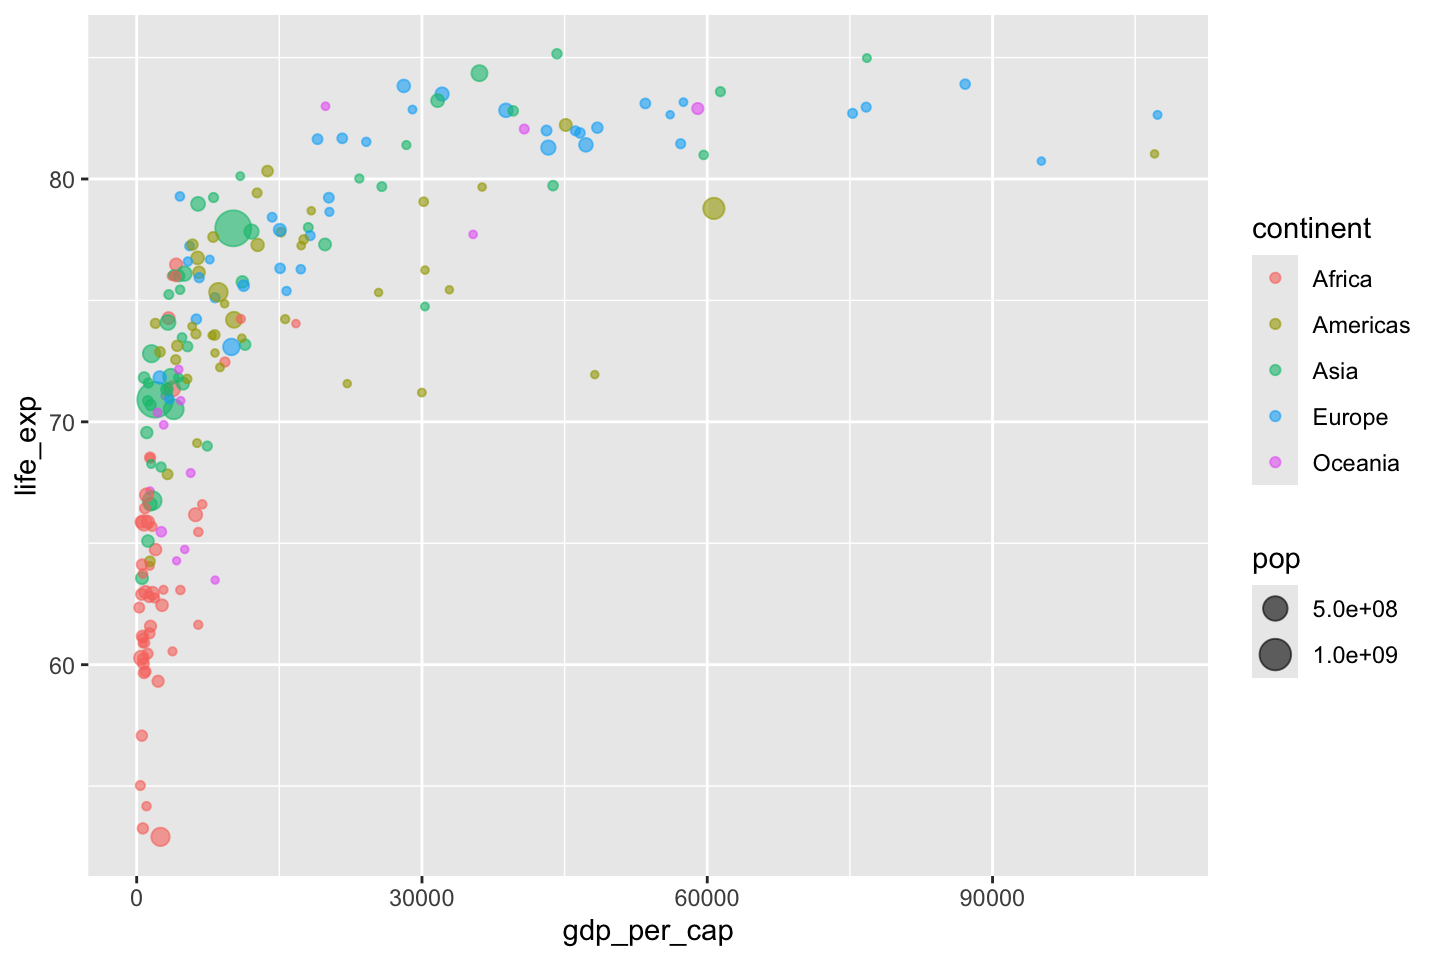 80
70
60
life_exp
0
30000
60000
90000
gdp_per_cap
continent
Africa
Americas
Asia
Europe
Oceania
pop
5.0e+08
1.0e+09